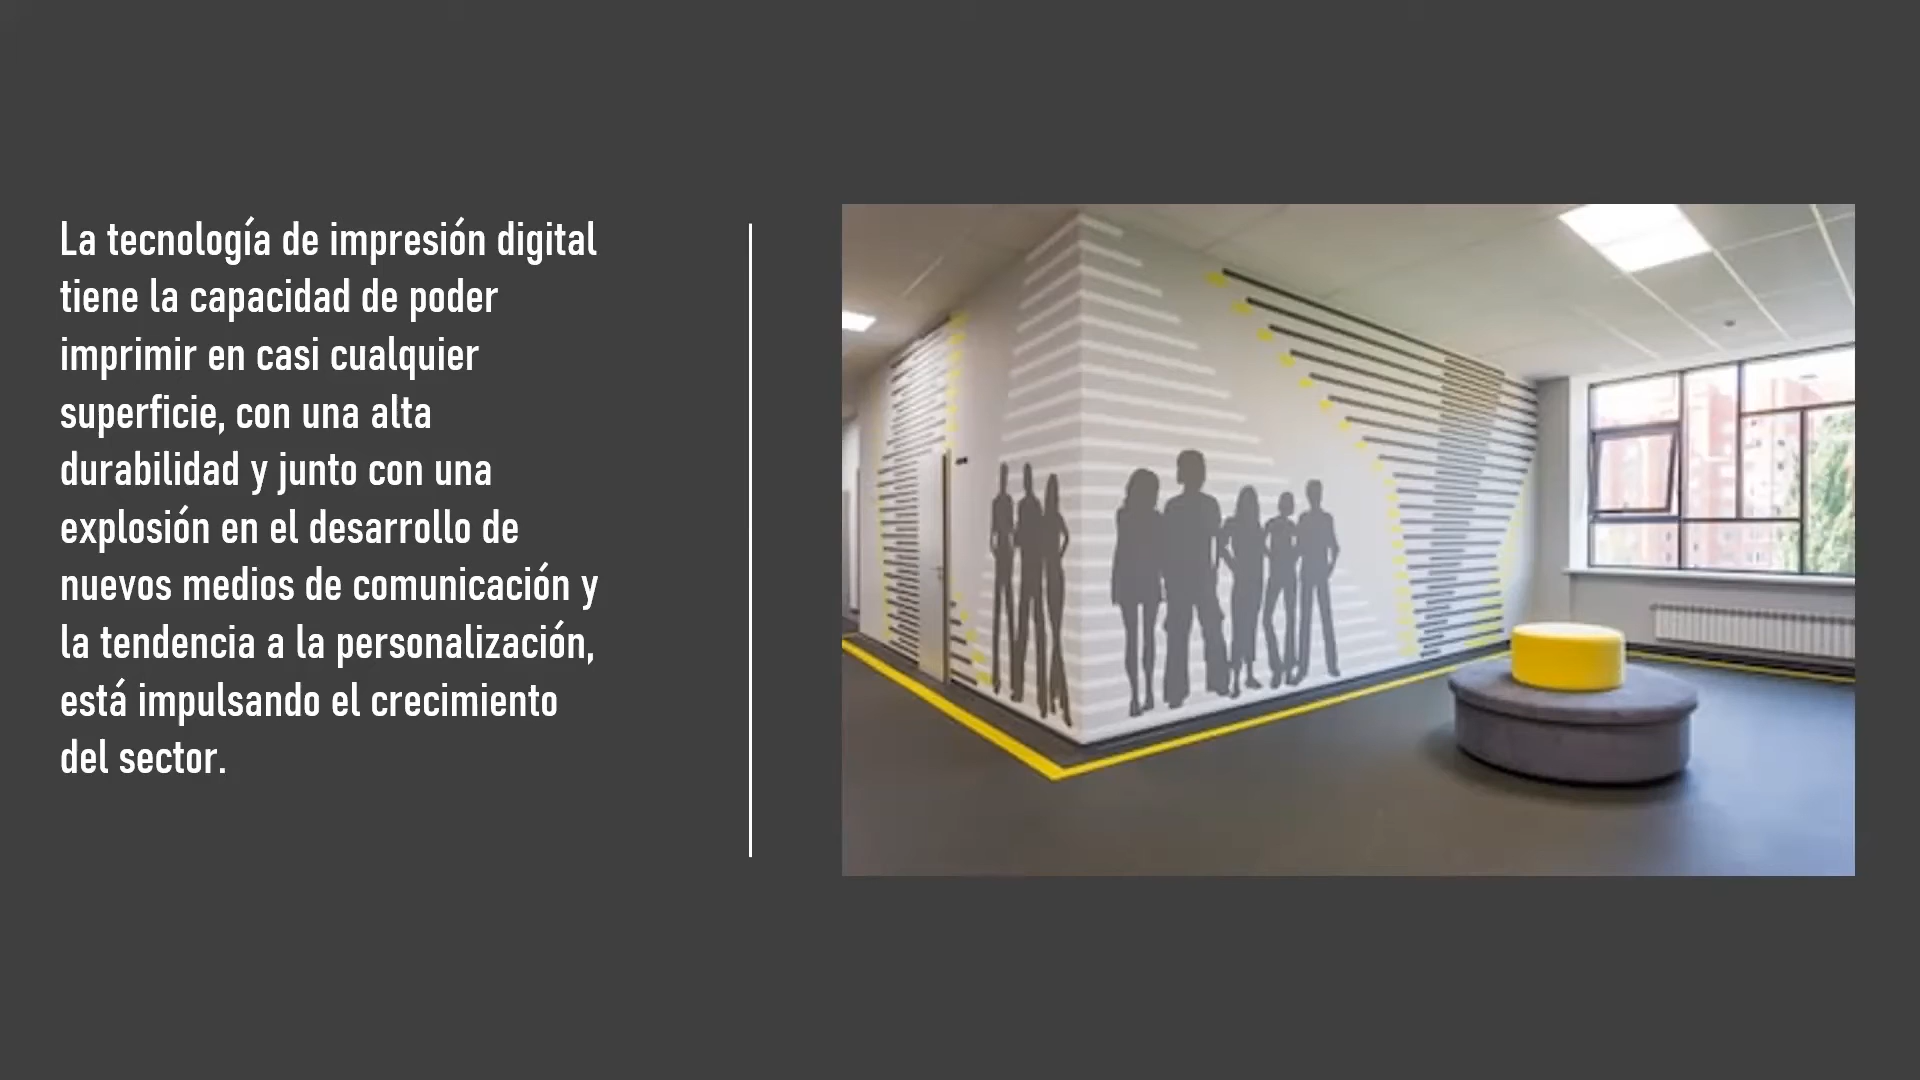 La tecnología de impresión digital
tiene la capacidad de poder
imprimir en casi cualquier
superficie, con una alta
durabilidad y junto con una
explosión en el desarrollo de
nuevos medios de comunicación y
la tendencia a la personalización,
está impulsando el crecimiento
del sector.